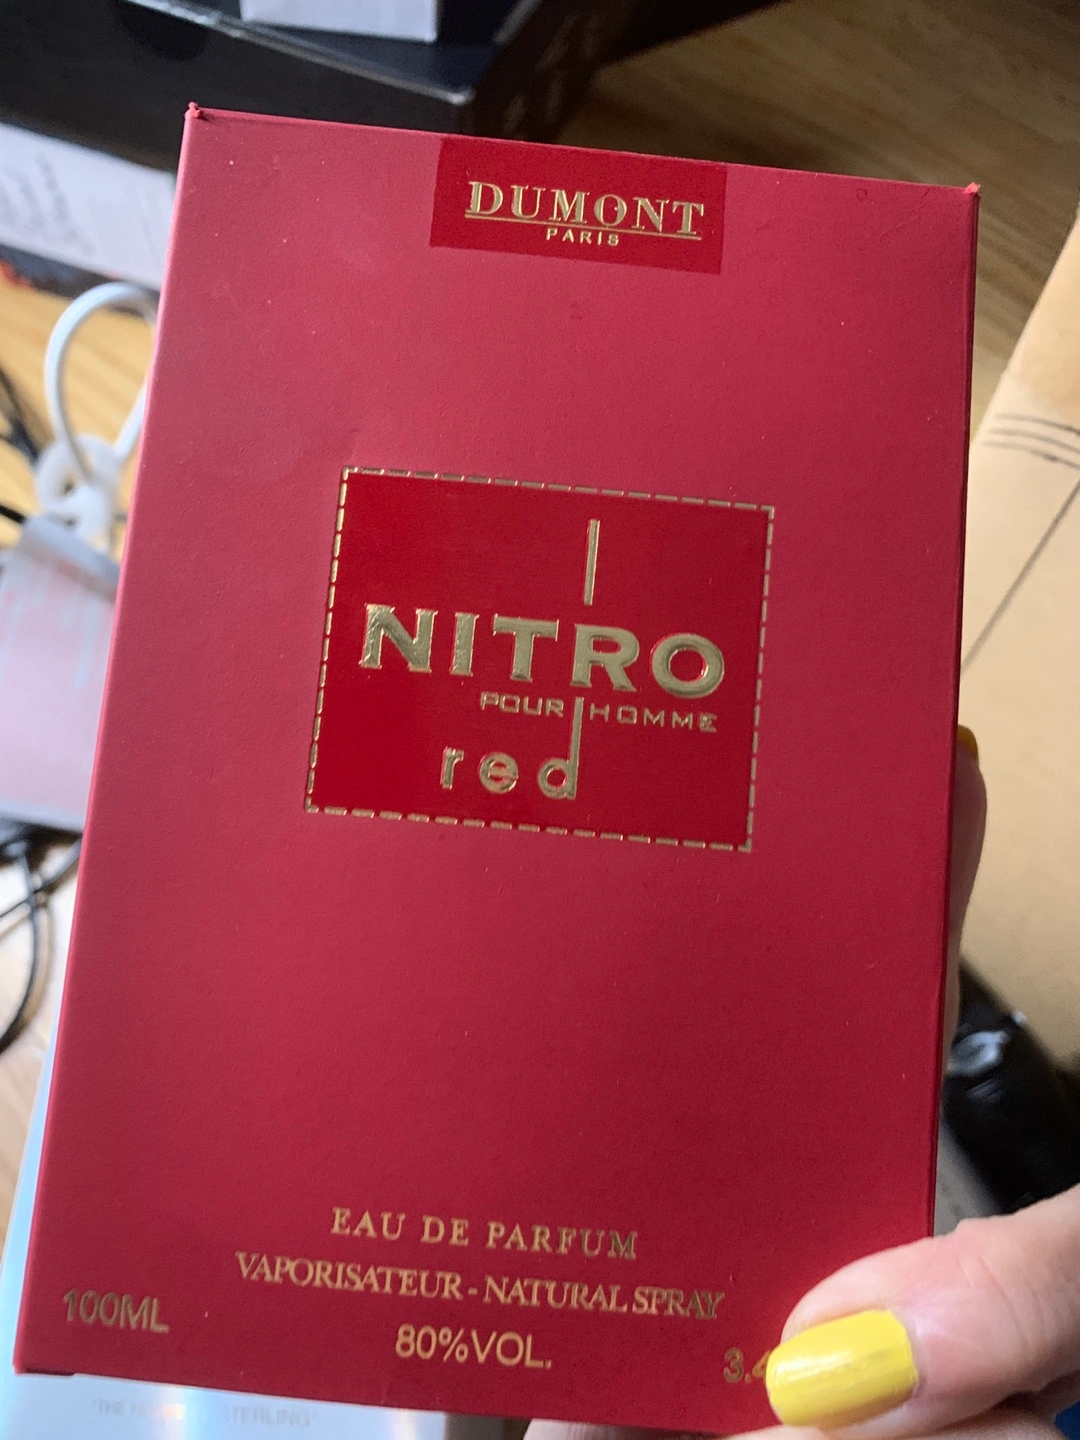 DUMONT
PARIS
NITRO
POUR HOMME
red
EAU DE PARFUM
VAPORISATEUR - NATURAL SPRAY
100ML
80%VOL.